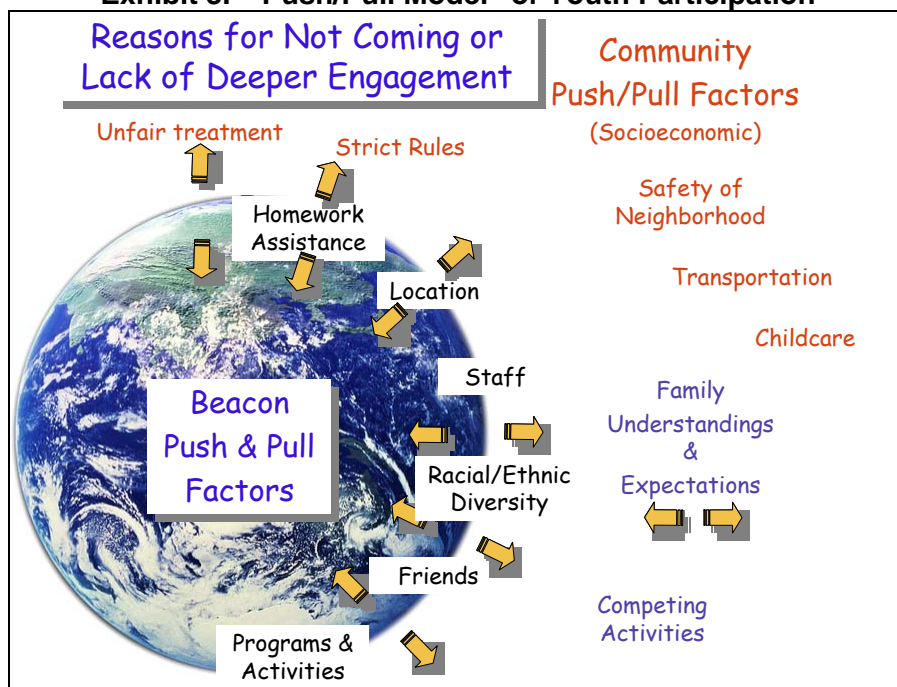 Reasons for Not Coming or
Lack of Deeper Engagement
Community
Push/Pull Factors
(Socioeconomic)
Unfair treatment
Strict Rules
Safety of
Neighborhood
Homework
Assistance
Location
Transportation
Childcare
Staff
Family
Understandings
&
Expectations
Beacon
Push & Pull
Factors
Racial/Ethnic
Diversity
Friends
Competing
Activities
Programs &
Activities